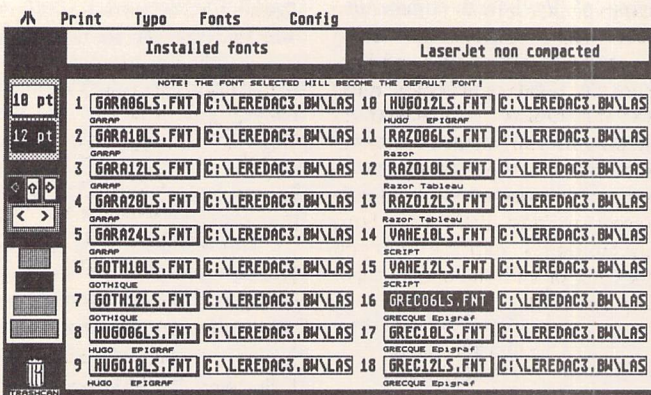 Print Typo Fonts Config
Installed fonts
LaserJet non compacted
NOTE! THE FONT SELECTED WILL BECOME THE DEFAULT FONT!
10 pt
12 pt
1 GARA06LS.FNT C:\LEREDAC3.BW\LAS
GARAP
2 GARA10LS.FNT C:\LEREDAC3.BW\LAS
GARAP
3 GARA12LS.FNT C:\LEREDAC3.BW\LAS
GARAP
4 GARA20LS.FNT C:\LEREDAC3.BW\LAS
GARAP
5 GARA24LS.FNT C:\LEREDAC3.BW\LAS
GARAP
6 GOTH10LS.FNT C:\LEREDAC3.BW\LAS
GOTHIQUE
7 GOTH12LS.FNT C:\LEREDAC3.BW\LAS
GOTHIQUE
8 HUGO06LS.FNT C:\LEREDAC3.BW\LAS
HUGO EPIGRAF
9 HUGO10LS.FNT C:\LEREDAC3.BW\LAS
HUGO EPIGRAF
10 HUGO12LS.FNT C:\LEREDAC3.BW\LAS
HUGO EPIGRAF
11 RAZO06LS.FNT C:\LEREDAC3.BW\LAS
Razor
12 RAZO10LS.FNT C:\LEREDAC3.BW\LAS
Razor Tableau
13 RAZO12LS.FNT C:\LEREDAC3.BW\LAS
Razor Tableau
14 VAHE10LS.FNT C:\LEREDAC3.BW\LAS
SCRIPT
15 VAHE12LS.FNT C:\LEREDAC3.BW\LAS
SCRIPT
16 GREC06LS.FNT C:\LEREDAC3.BW\LAS
GRECQUE Epigraf
17 GREC10LS.FNT C:\LEREDAC3.BW\LAS
GRECQUE Epigraf
18 GREC12LS.FNT C:\LEREDAC3.BW\LAS
GRECQUE Epigraf
TRASHCAN